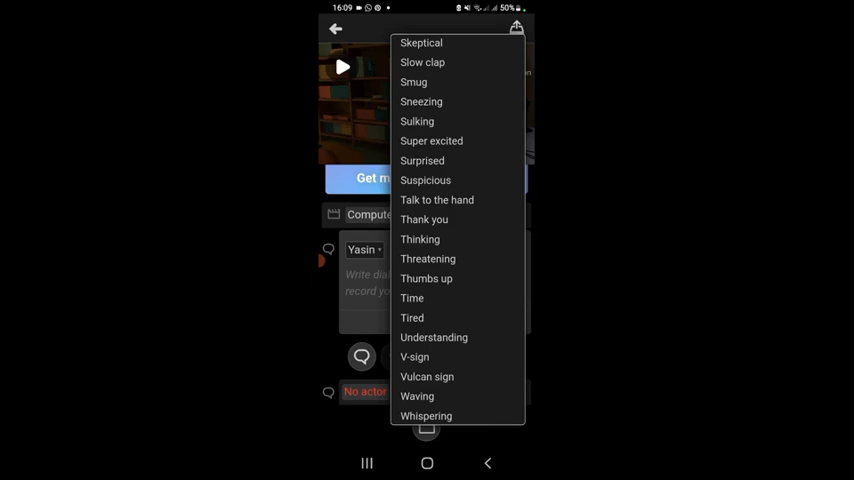 16:09
50%
Skeptical
Slow clap
Smug
Sneezing
Sulking
Super excited
Surprised
Suspicious
Get m
Talk to the hand
Compute
Thank you
Thinking
Yasin
Threatening
Write dial
Thumbs up
record yo
Time
Tired
Understanding
V-sign
Vulcan sign
No actor
Waving
Whispering